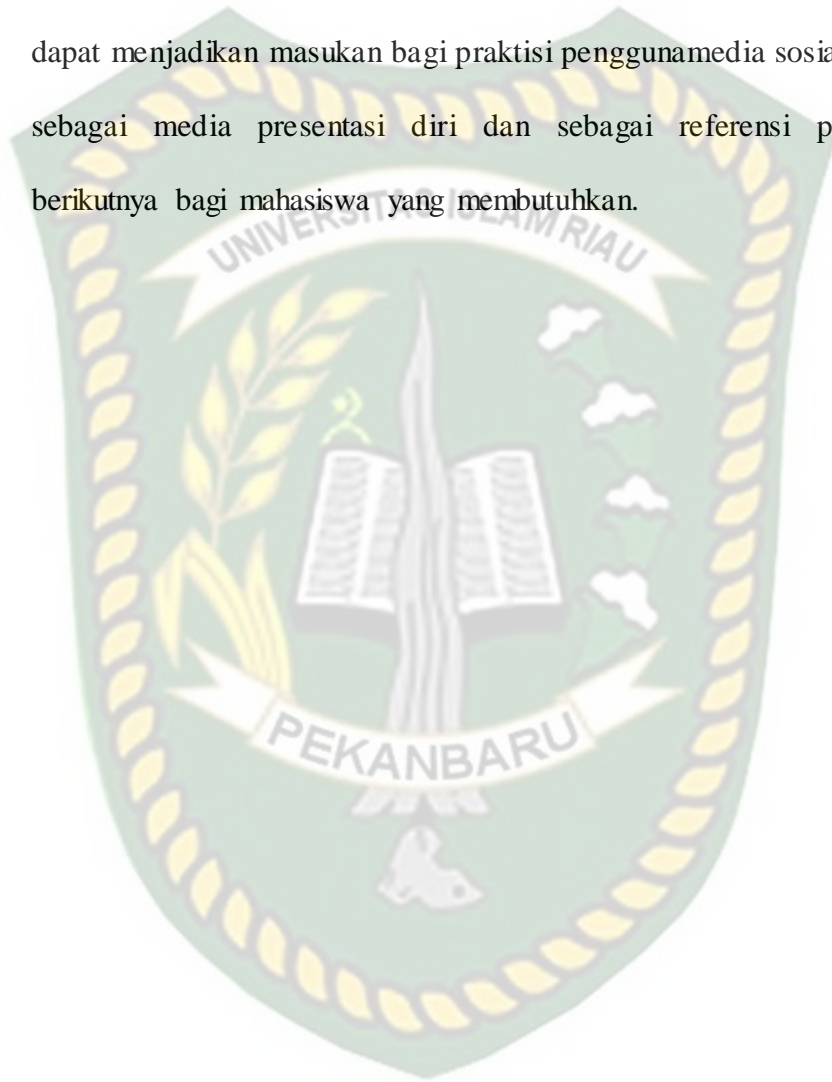 dapat menjadikan masukan bagi praktisi penggunamedia sosia
sebagai media presentasi diri dan sebagai referensi p
berikutnya bagi mahasiswa yang membutuhkan.
UNIVERSITAS ISLAM RIAU
PEKANBARU